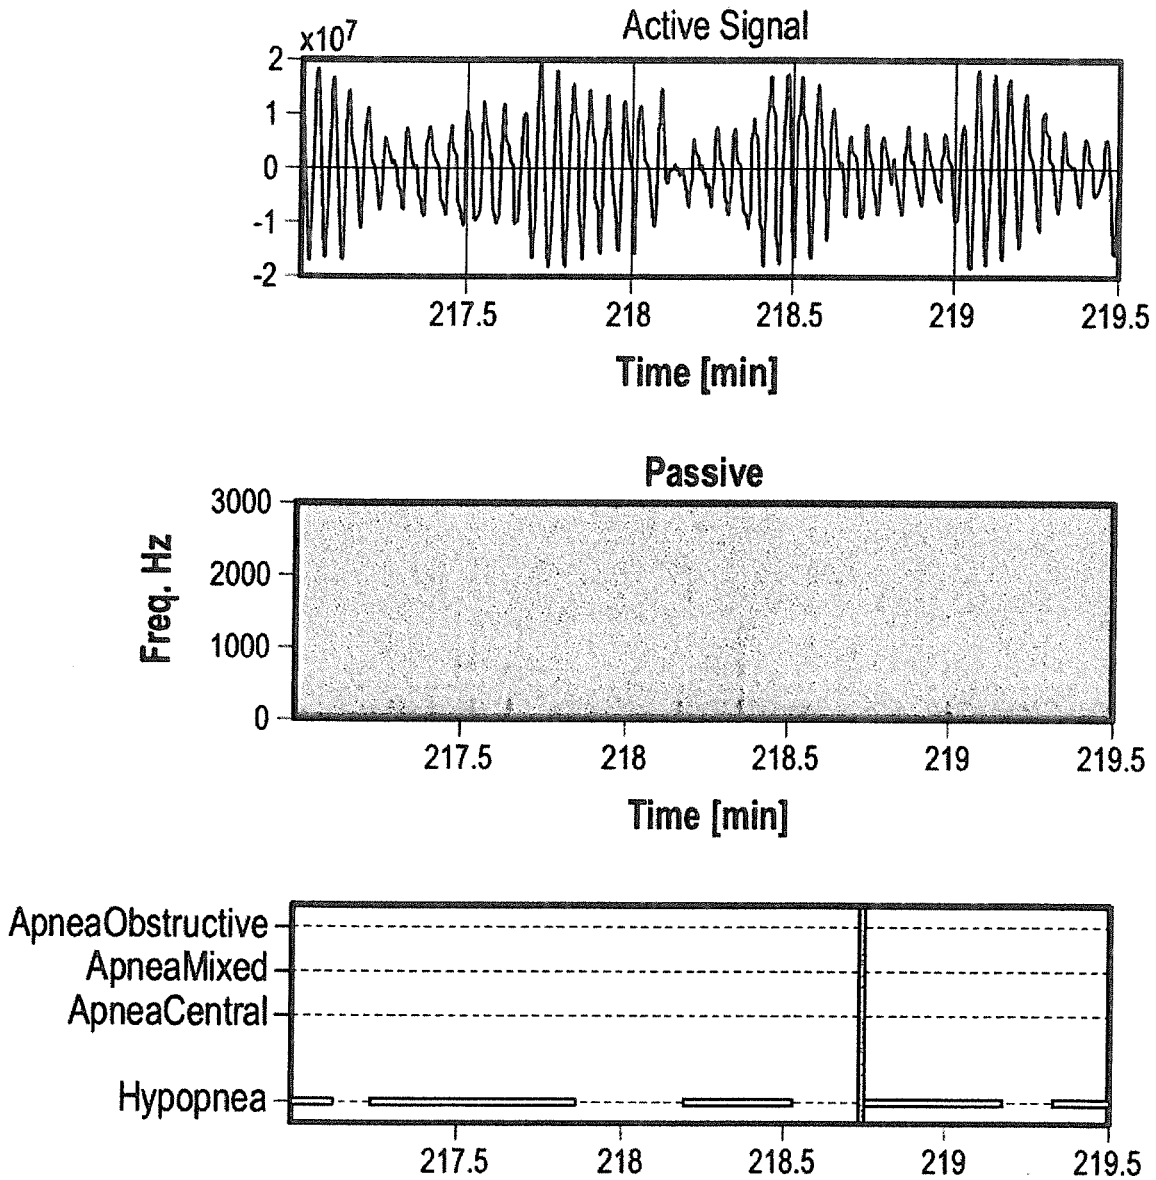 Active Signal
x10⁷
2
1
0
-1
-2
217.5 218 218.5 219 219.5
Time [min]
Passive
Freq. Hz
3000
2000
1000
0
217.5 218 218.5 219 219.5
Time [min]
ApneaObstructive
ApneaMixed
ApneaCentral
Hypopnea
217.5 218 218.5 219 219.5